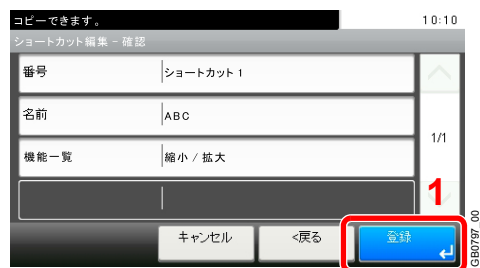 コピーできます。 10:10
ショートカット編集 - 確認
番号 ショートカット 1
名前 ABC
1/1
機能一覧 縮小 / 拡大
1
キャンセル <戻る 登録
GB0797_00